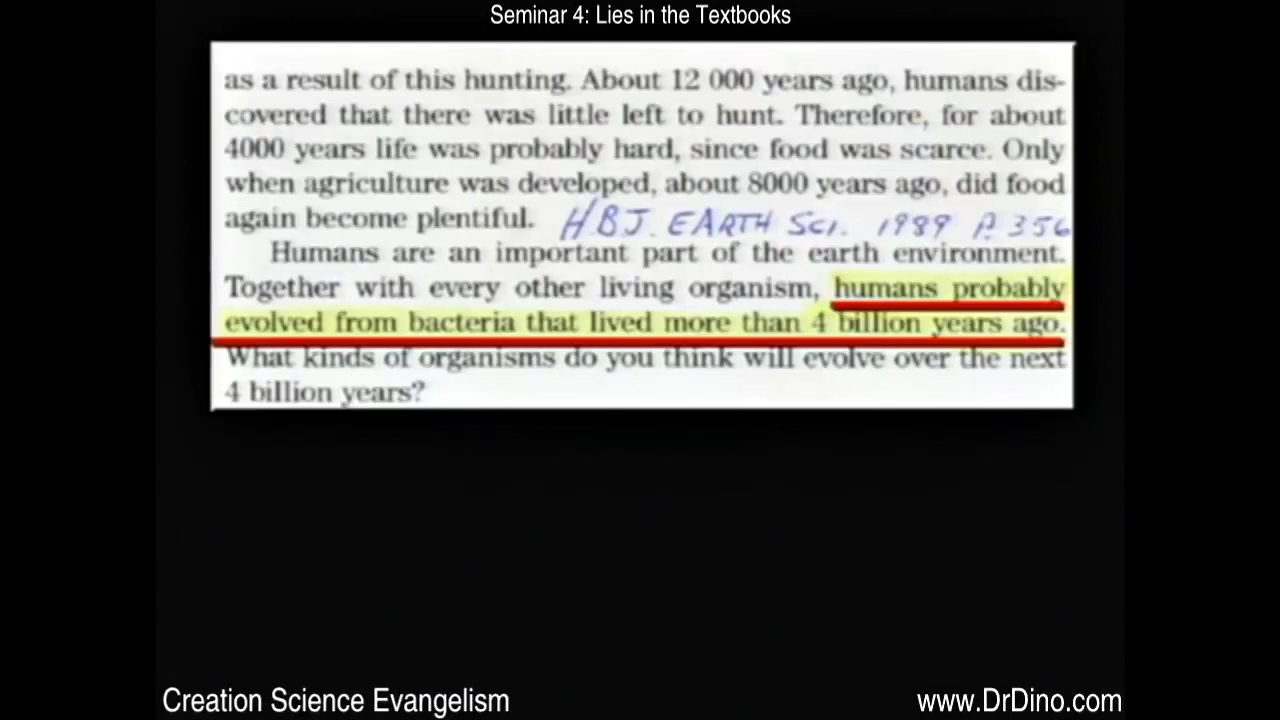 Seminar 4: Lies in the Textbooks
as a result of this hunting. About 12 000 years ago, humans dis-
covered that there was little left to hunt. Therefore, for about
4000 years life was probably hard, since food was scarce. Only
when agriculture was developed, about 8000 years ago, did food
again become plentiful. HBJ. EARTH SCI. 1989 P. 356
Humans are an important part of the earth environment.
Together with every other living organism, humans probably
evolved from bacteria that lived more than 4 billion years ago.
What kinds of organisms do you think will evolve over the next
4 billion years?
Creation Science Evangelism
www.DrDino.com